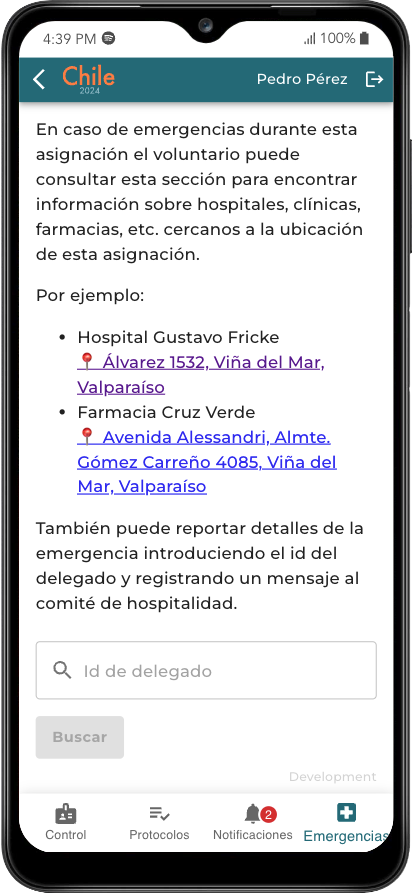 4:39 PM
100%
Chile
2024
Pedro Pérez
En caso de emergencias durante esta
asignación el voluntario puede
consultar esta sección para encontrar
información sobre hospitales, clínicas,
farmacias, etc. cercanos a la ubicación
de esta asignación.
Por ejemplo:
• Hospital Gustavo Fricke
📍 Álvarez 1532, Viña del Mar,
Valparaíso
• Farmacia Cruz Verde
📍 Avenida Alessandri, Almte.
Gómez Carreño 4085, Viña del
Mar, Valparaíso
También puede reportar detalles de la
emergencia introduciendo el id del
delegado y registrando un mensaje al
comité de hospitalidad.
Id de delegado
Buscar
Development
2
Control
Protocolos
Notificaciones
Emergencias